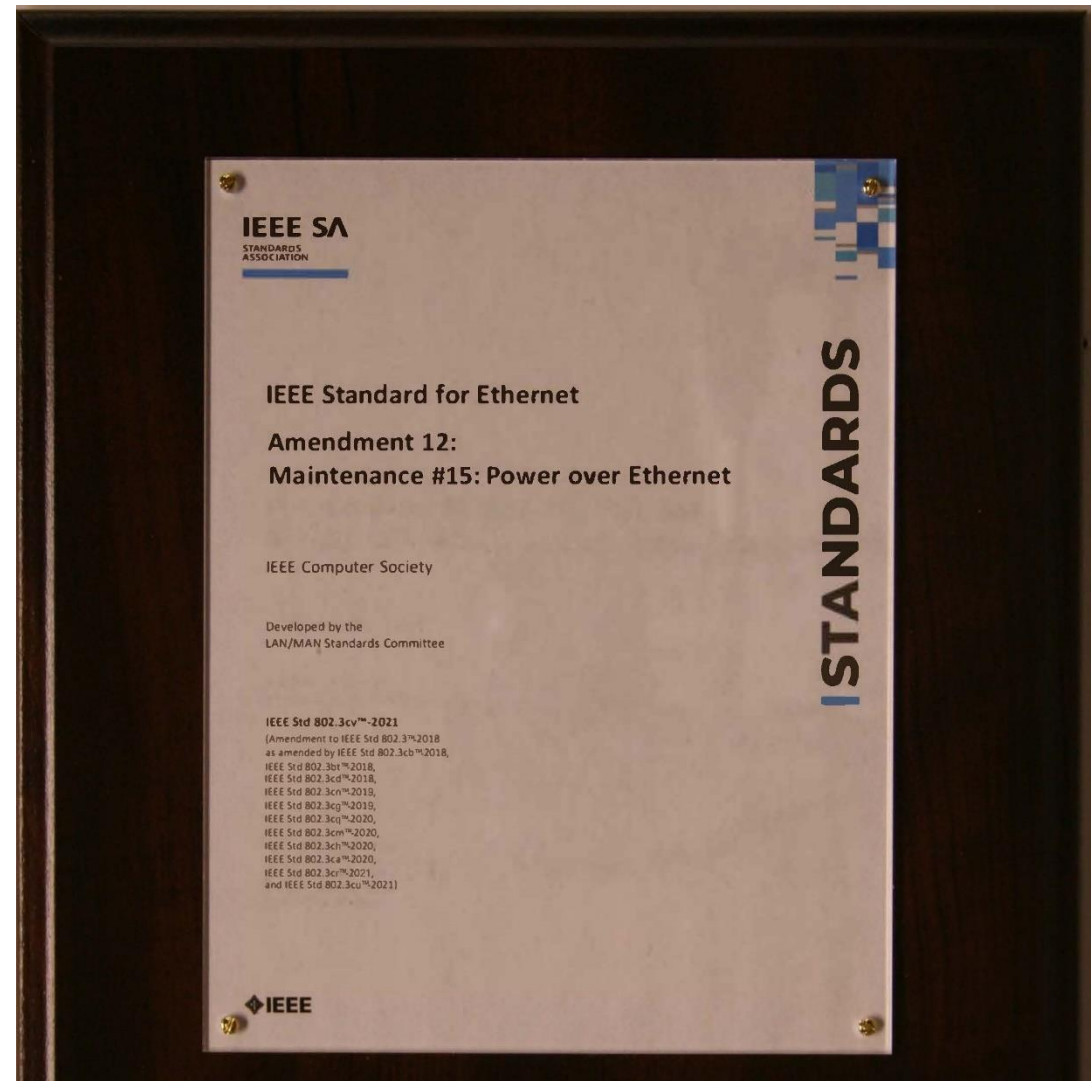 IEEE SA
STANDARDS
ASSOCIATION
STANDARDS
IEEE Standard for Ethernet
Amendment 12:
Maintenance #15: Power over Ethernet
IEEE Computer Society
Developed by the
LAN/MAN Standards Committee
IEEE Std 802.3cv™-2021
(Amendment to IEEE Std 802.3™-2018
as amended by IEEE Std 802.3cb™-2018,
IEEE Std 802.3bt™-2018,
IEEE Std 802.3cd™-2018,
IEEE Std 802.3cn™-2019,
IEEE Std 802.3cg™-2019,
IEEE Std 802.3cq™-2020,
IEEE Std 802.3cm™-2020,
IEEE Std 802.3ch™-2020,
IEEE Std 802.3ca™-2020,
IEEE Std 802.3cr™-2021,
and IEEE Std 802.3cu™-2021)
IEEE